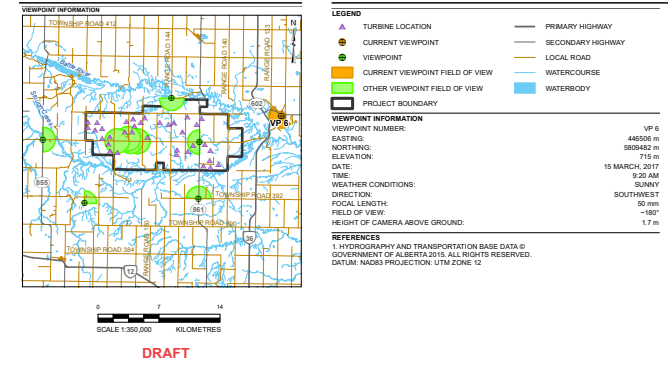 VIEWPOINT INFORMATION
TOWNSHIP ROAD 412
N
RANGE ROAD 144
RANGE ROAD 140
RANGE ROAD 133
602
VP 6
855
861
TOWNSHIP ROAD 392
TOWNSHIP ROAD 390
RANGE ROAD 150
TOWNSHIP ROAD 384
36
12
0 7 14
SCALE 1:350,000 KILOMETRES
DRAFT
LEGEND
TURBINE LOCATION
CURRENT VIEWPOINT
VIEWPOINT
CURRENT VIEWPOINT FIELD OF VIEW
OTHER VIEWPOINT FIELD OF VIEW
PROJECT BOUNDARY
PRIMARY HIGHWAY
SECONDARY HIGHWAY
LOCAL ROAD
WATERCOURSE
WATERBODY
VIEWPOINT INFORMATION
VIEWPOINT NUMBER: VP 6
EASTING: 446506 m
NORTHING: 5809482 m
ELEVATION: 715 m
DATE: 15 MARCH, 2017
TIME: 9:20 AM
WEATHER CONDITIONS: SUNNY
DIRECTION: SOUTHWEST
FOCAL LENGTH: 50 mm
FIELD OF VIEW: ~180°
HEIGHT OF CAMERA ABOVE GROUND: 1.7 m
REFERENCES
1. HYDROGRAPHY AND TRANSPORTATION BASE DATA ©
GOVERNMENT OF ALBERTA 2015. ALL RIGHTS RESERVED.
DATUM: NAD83 PROJECTION: UTM ZONE 12